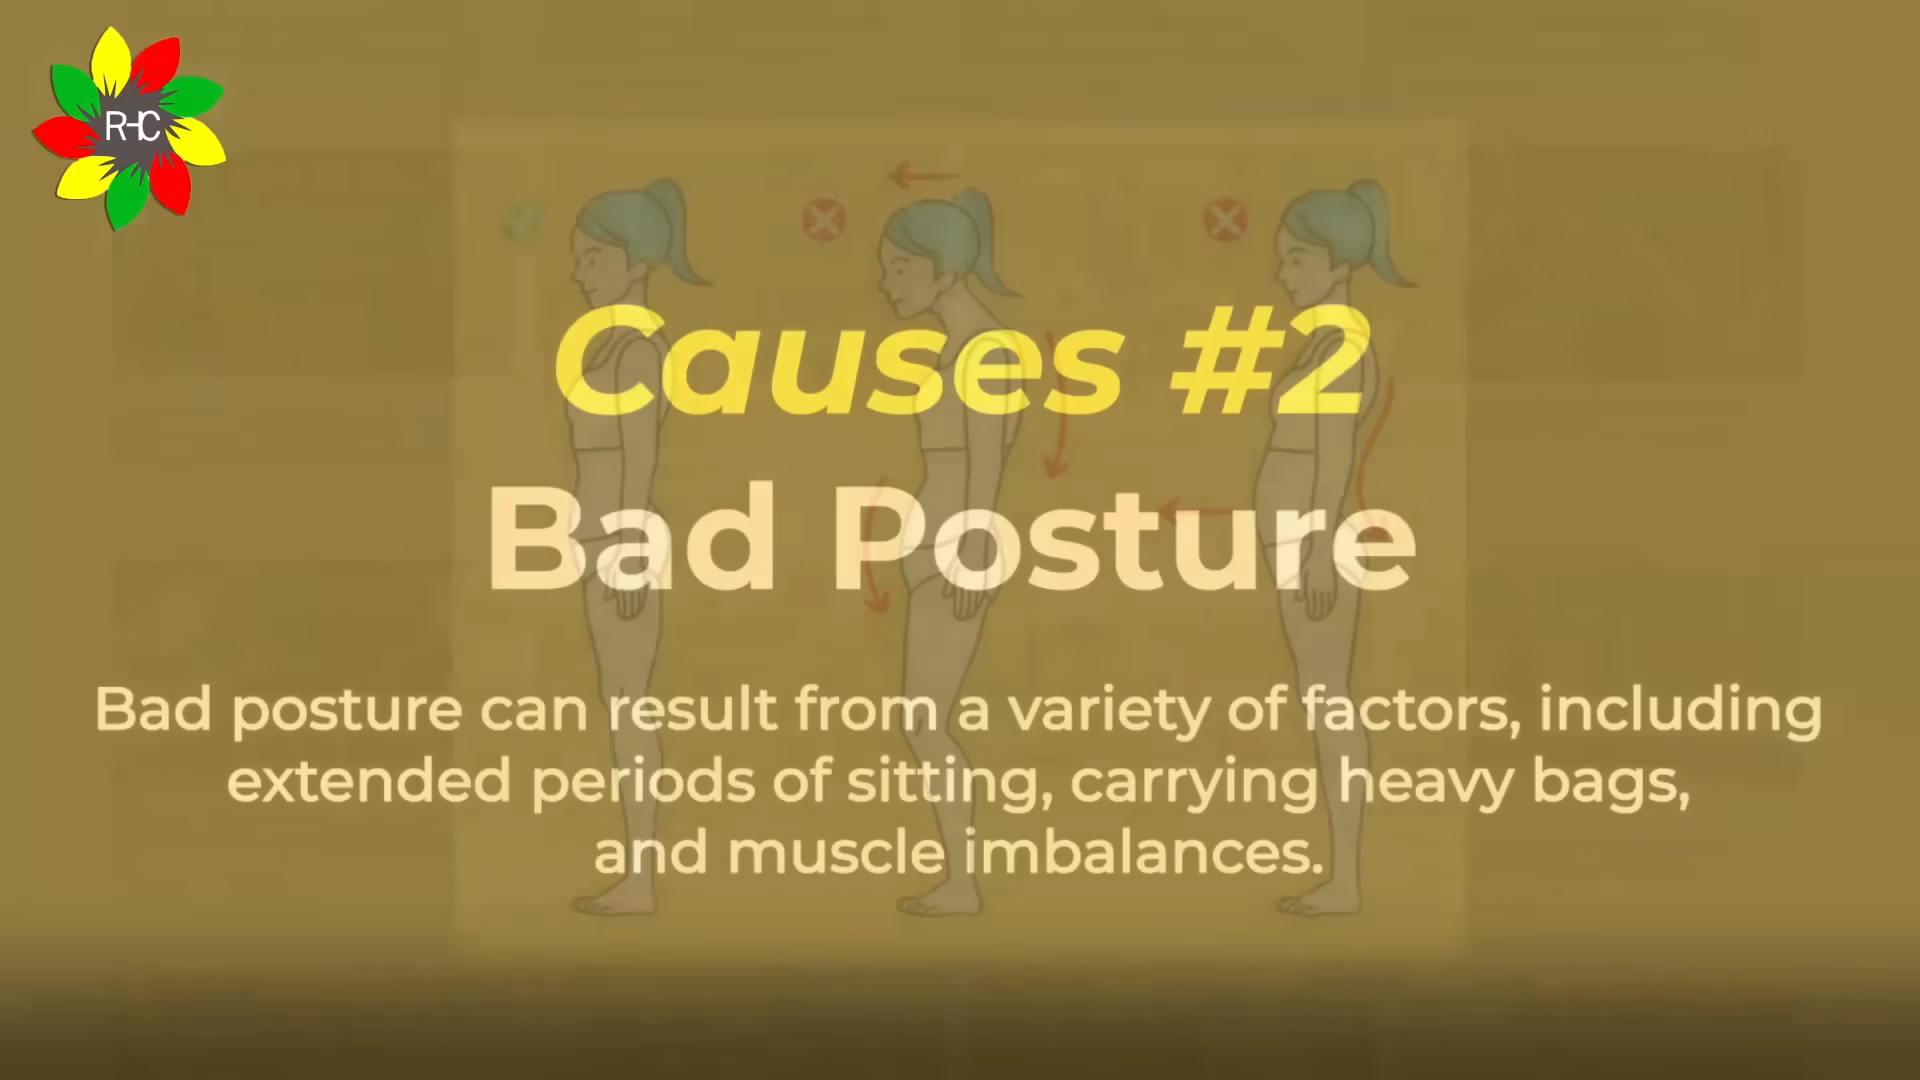 RHC
Causes #2
Bad Posture
Bad posture can result from a variety of factors, including
extended periods of sitting, carrying heavy bags,
and muscle imbalances.